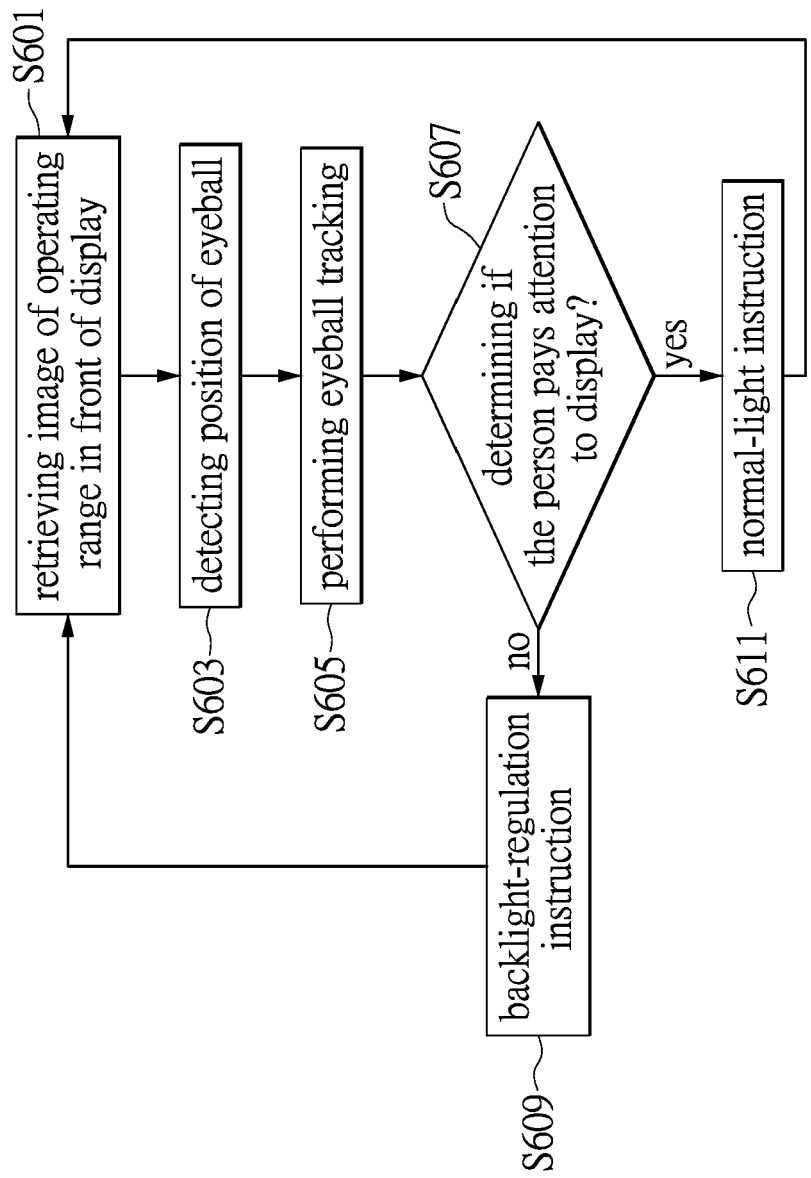 S601
retrieving image of operating
range in front of display
S603
detecting position of eyeball
S605
performing eyeball tracking
S607
determining if
the person pays attention
to display?
no
yes
S609
backlight-regulation
instruction
S611
normal-light instruction